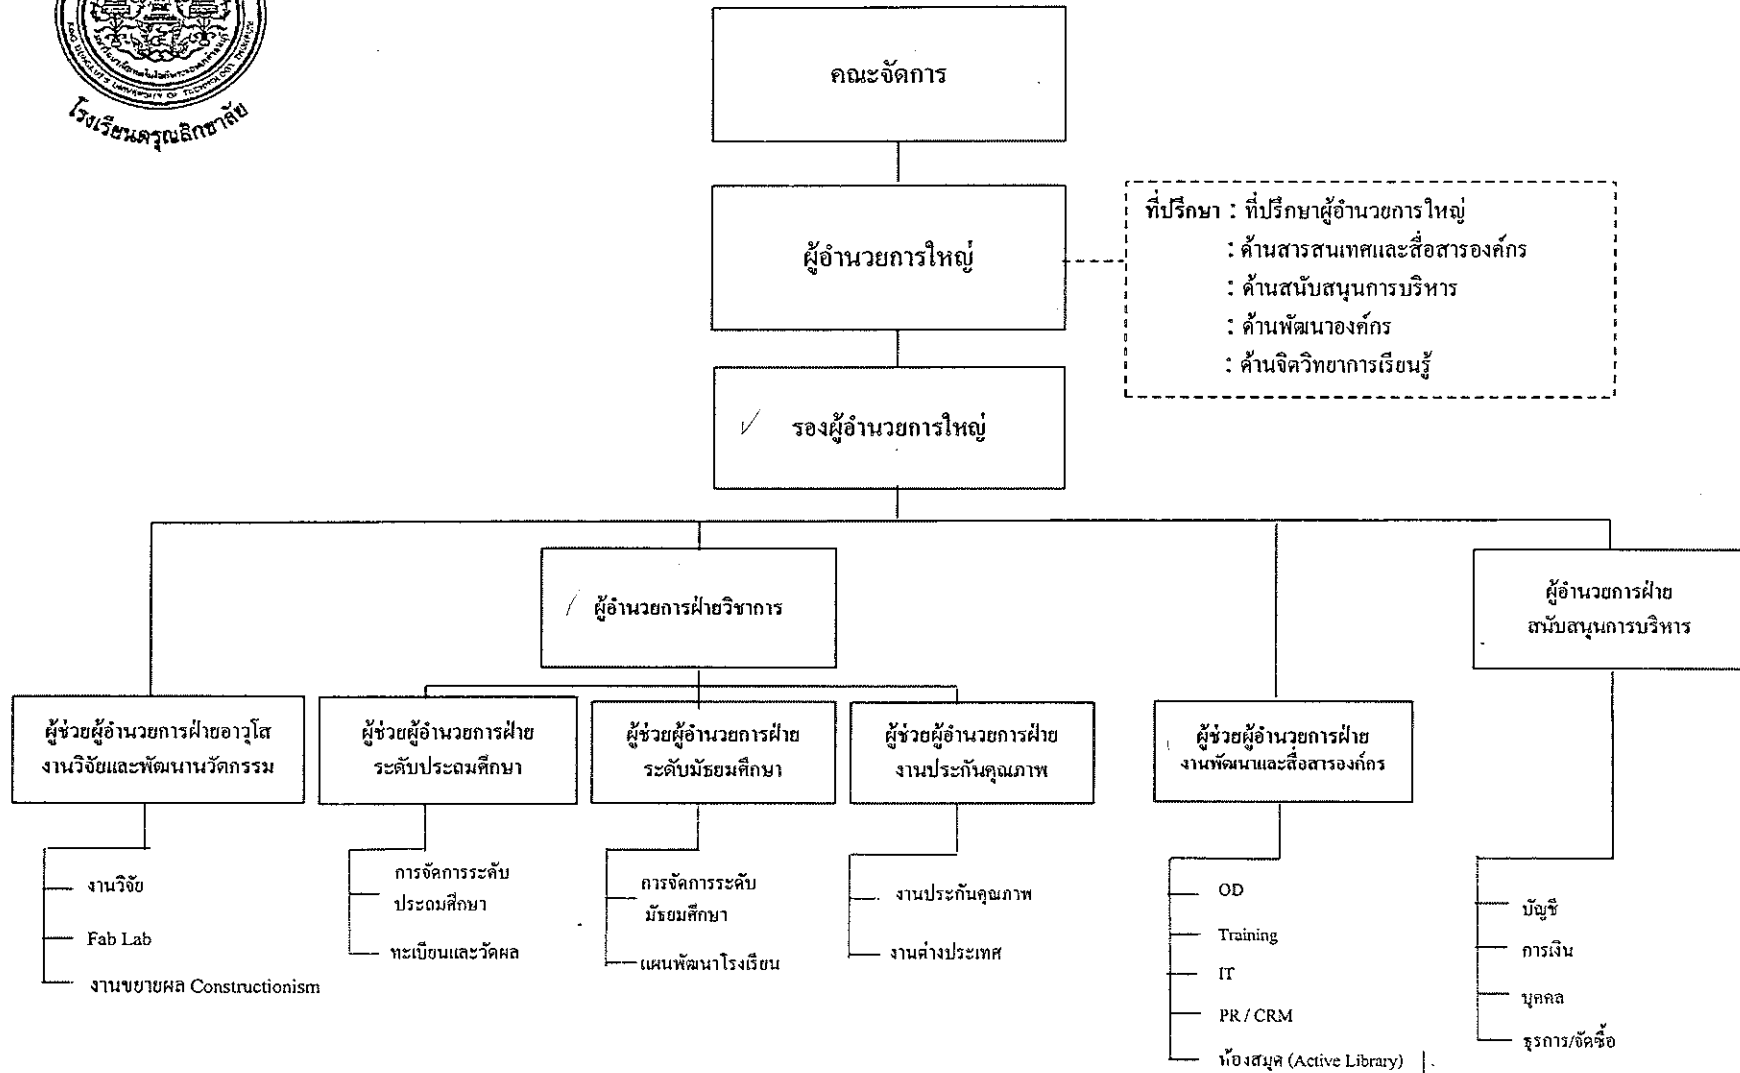 โรงเรียนดรุณสิกขาลัย
คณะจัดการ
ผู้อำนวยการใหญ่
ที่ปรึกษา : ที่ปรึกษาผู้อำนวยการใหญ่
: ด้านสารสนเทศและสื่อสารองค์กร
: ด้านสนับสนุนการบริหาร
: ด้านพัฒนาองค์กร
: ด้านจิตวิทยาการเรียนรู้
รองผู้อำนวยการใหญ่
ผู้อำนวยการฝ่ายวิชาการ
ผู้อำนวยการฝ่าย
สนับสนุนการบริหาร
ผู้ช่วยผู้อำนวยการฝ่ายอาวุโส
งานวิจัยและพัฒนานวัตกรรม
ผู้ช่วยผู้อำนวยการฝ่าย
ระดับประถมศึกษา
ผู้ช่วยผู้อำนวยการฝ่าย
ระดับมัธยมศึกษา
ผู้ช่วยผู้อำนวยการฝ่าย
งานประกันคุณภาพ
ผู้ช่วยผู้อำนวยการฝ่าย
งานพัฒนาและสื่อสารองค์กร
งานวิจัย
Fab Lab
งานขยายผล Constructionism
การจัดการระดับ
ประถมศึกษา
ทะเบียนและวัดผล
การจัดการระดับ
มัธยมศึกษา
แผนพัฒนาโรงเรียน
งานประกันคุณภาพ
งานต่างประเทศ
OD
Training
IT
PR / CRM
ห้องสมุด (Active Library)
บัญชี
การเงิน
บุคคล
ธุรการ/จัดซื้อ